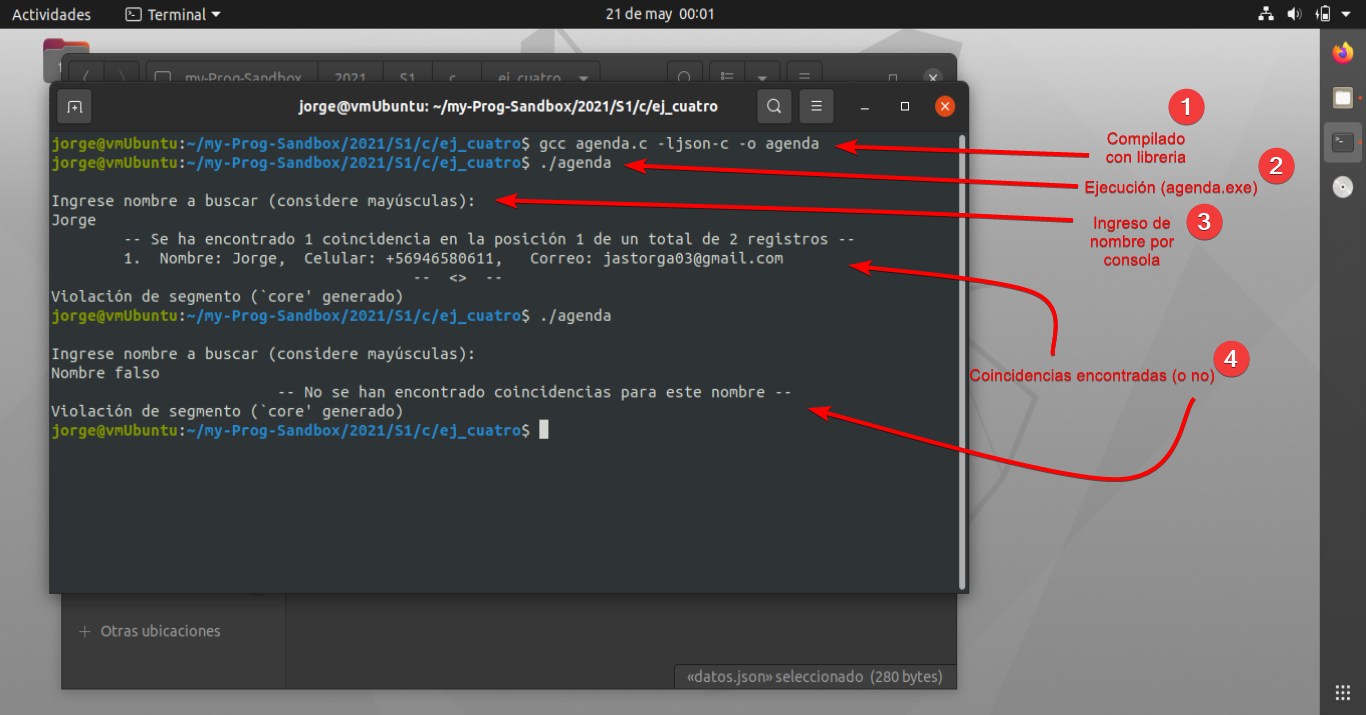 Actividades
Terminal
21 de may 00:01
my-Prog-Sandbox 2021 S1 c ej_cuatro
jorge@vmUbuntu: ~/my-Prog-Sandbox/2021/S1/c/ej_cuatro
jorge@vmUbuntu:~/my-Prog-Sandbox/2021/S1/c/ej_cuatro$ gcc agenda.c -ljson-c -o agenda
jorge@vmUbuntu:~/my-Prog-Sandbox/2021/S1/c/ej_cuatro$ ./agenda
Ingrese nombre a buscar (considere mayúsculas):
Jorge
-- Se ha encontrado 1 coincidencia en la posición 1 de un total de 2 registros --
1. Nombre: Jorge, Celular: +56946580611, Correo: jastorga03@gmail.com
-- <> --
Violación de segmento (`core' generado)
jorge@vmUbuntu:~/my-Prog-Sandbox/2021/S1/c/ej_cuatro$ ./agenda
Ingrese nombre a buscar (considere mayúsculas):
Nombre falso
-- No se han encontrado coincidencias para este nombre --
Violación de segmento (`core' generado)
jorge@vmUbuntu:~/my-Prog-Sandbox/2021/S1/c/ej_cuatro$
1
Compilado
con libreria
2
Ejecución (agenda.exe)
3
Ingreso de
nombre por
consola
4
Coincidencias encontradas (o no)
+ Otras ubicaciones
«datos.json» seleccionado (280 bytes)